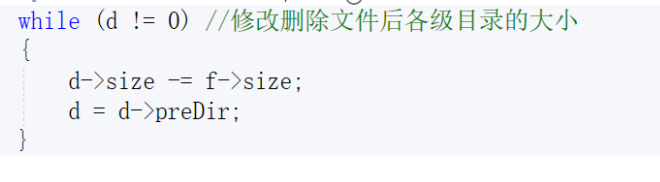 while (d != 0) //修改删除文件后各级目录的大小
{
d->size -= f->size;
d = d->preDir;
}